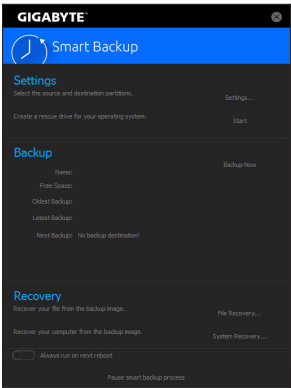 GIGABYTE™
Smart Backup
Settings
Select the source and destination partitions.
Settings...
Create a rescue drive for your operating system.
Start
Backup
Backup Now
Name:
Free Space:
Oldest Backup:
Latest Backup:
Next Backup: No backup destination!
Recovery
Recover your file from the backup image.
File Recovery...
Recover your computer from the backup image.
System Recovery...
Always run on next reboot
Pause smart backup process